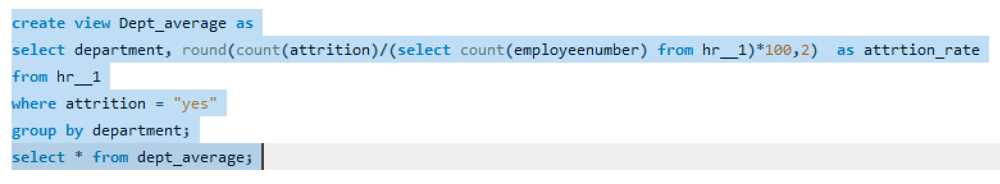 create view Dept_average as
select department, round(count(attrition)/(select count(employeenumber) from hr__1)*100,2)  as attrtion_rate
from hr__1
where attrition = "yes"
group by department;
select * from dept_average;